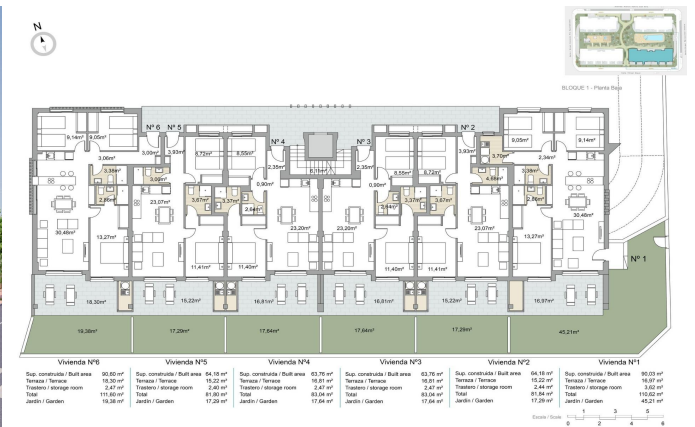 N
BLOQUE 1 - Planta Baja
Nº 6 Nº 5 Nº 4 Nº 3 Nº 2
9,14m² 9,05m² 3,00m² 3,93m² 8,72m² 8,55m² 2,35m² 2,35m² 8,55m² 8,72m² 3,93m² 3,70m² 9,05m² 9,14m²
3,06m² 2,34m²
3,38m² 0,90m² 0,90m² 3,38m²
2,86m² 3,67m² 3,37m² 2,64m² 3,37m² 3,67m² 2,86m²
23,07m² 23,20m² 23,20m² 23,07m²
30,48m² 13,27m² 13,27m² 30,48m²
11,41m² 11,40m² 11,40m² 11,41m²
Nº 1
18,30m² 15,22m² 16,81m² 16,81m² 15,22m² 16,97m²
19,38m² 17,29m² 17,64m² 17,64m² 17,29m² 45,21m²
Vivienda Nº6
Sup. construida / Built area 90,60 m²
Terraza / Terrace 18,30 m²
Trastero / storage room 2,47 m²
Total 111,60 m²
Jardín / Garden 19,38 m²
Vivienda Nº5
Sup. construida / Built area 64,18 m²
Terraza / Terrace 15,22 m²
Trastero / storage room 2,40 m²
Total 81,80 m²
Jardín / Garden 17,29 m²
Vivienda Nº4
Sup. construida / Built area 63,76 m²
Terraza / Terrace 16,81 m²
Trastero / storage room 2,47 m²
Total 83,04 m²
Jardín / Garden 17,64 m²
Vivienda Nº3
Sup. construida / Built area 63,76 m²
Terraza / Terrace 16,81 m²
Trastero / storage room 2,47 m²
Total 83,04 m²
Jardín / Garden 17,64 m²
Vivienda Nº2
Sup. construida / Built area 64,18 m²
Terraza / Terrace 15,22 m²
Trastero / storage room 2,44 m²
Total 81,84 m²
Jardín / Garden 17,29 m²
Vivienda Nº1
Sup. construida / Built area 90,03 m²
Terraza / Terrace 16,97 m²
Trastero / storage room 3,62 m²
Total 110,62 m²
Jardín / Garden 45,21 m²
Escala / Scale 0 1 2 3 4 5 6